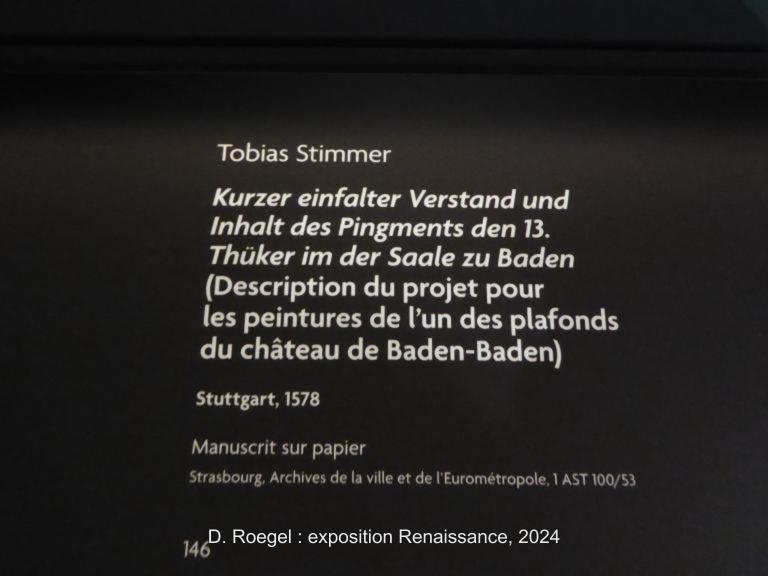 Tobias Stimmer
Kurzer einfalter Verstand und
Inhalt des Pingments den 13.
Thüker im der Saale zu Baden
(Description du projet pour
les peintures de l'un des plafonds
du château de Baden-Baden)
Stuttgart, 1578
Manuscrit sur papier
Strasbourg, Archives de la ville et de l'Eurométropole, 1 AST 100/53
146
D. Roegel : exposition Renaissance, 2024